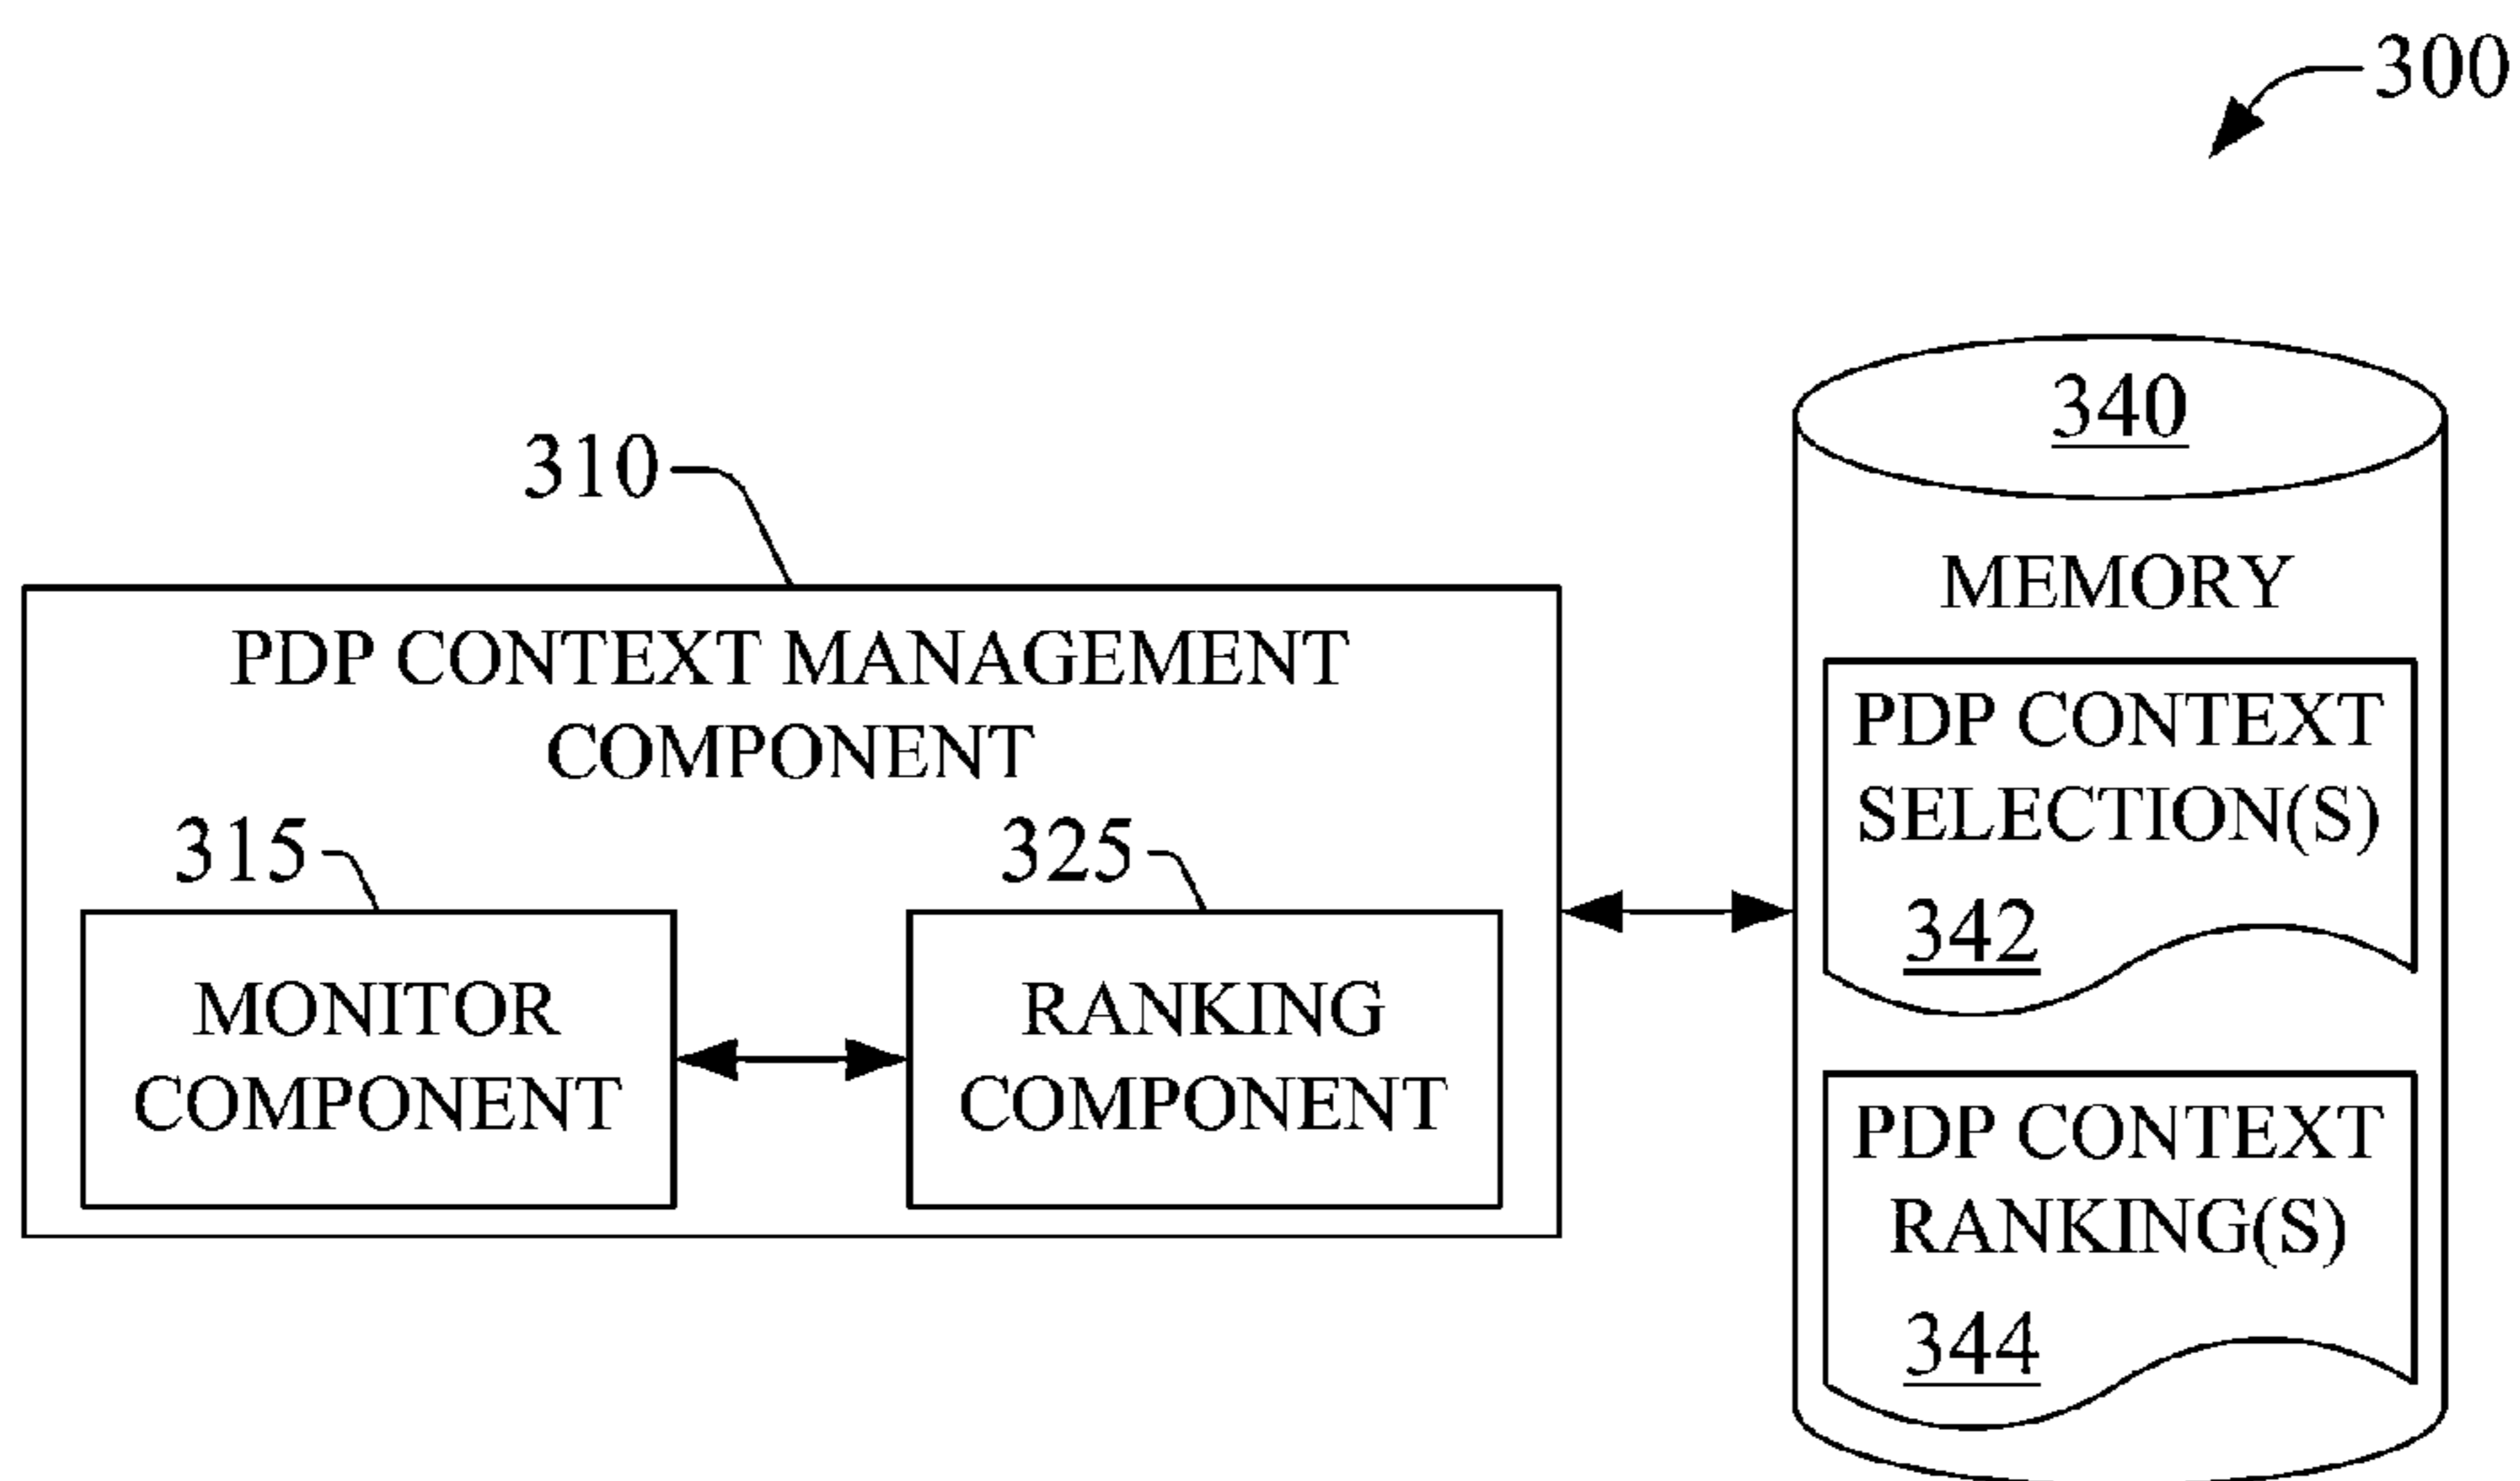 300
310
PDP CONTEXT MANAGEMENT
COMPONENT
315
325
MONITOR
COMPONENT
RANKING
COMPONENT
340
MEMORY
PDP CONTEXT
SELECTION(S)
342
PDP CONTEXT
RANKING(S)
344